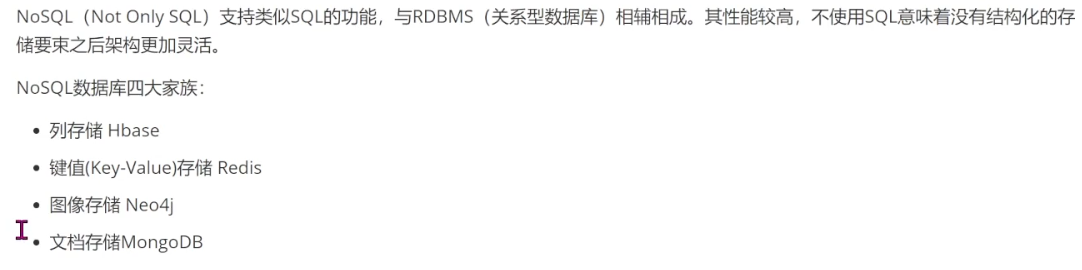 NoSQL（Not Only SQL）支持类似SQL的功能，与RDBMS（关系型数据库）相辅相成。其性能较高，不使用SQL意味着没有结构化的存
储要束之后架构更加灵活。
NoSQL数据库四大家族：
• 列存储 Hbase
• 键值(Key-Value)存储 Redis
• 图像存储 Neo4j
• 文档存储MongoDB